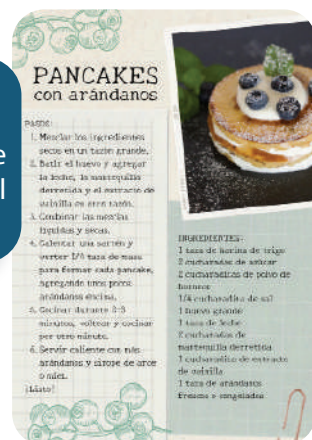 PANCAKES
con arándanos
PASOS:
1. Mezclar los ingredientes
secos en un tazón grande.
2. Batir el huevo y agregar
la leche, la mantequilla
derretida y el extracto de
vainilla en otro tazón.
3. Combinar las mezclas
líquidas y secas.
4. Calentar una sartén y
verter 1/4 taza de masa
para formar cada pancake,
agregando unos pocos
arándanos encima.
5. Cocinar durante 2-3
minutos, voltear y cocinar
por otro minuto.
6. Servir caliente con más
arándanos y sirope de arce
o miel.
¡Listo!
INGREDIENTES:
1 taza de harina de trigo
2 cucharadas de azúcar
2 cucharaditas de polvo de
hornear
1/4 cucharadita de sal
1 huevo grande
1 taza de leche
2 cucharadas de
mantequilla derretida
1 cucharadita de extracto
de vainilla
1 taza de arándanos
frescos o congelados